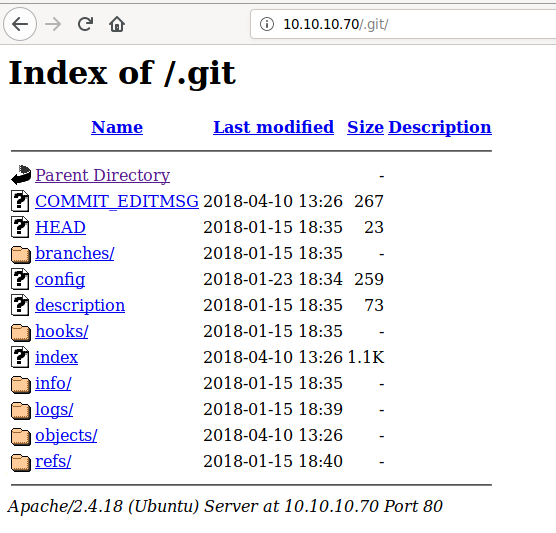 10.10.10.70/.git/
Index of /.git
Name Last modified Size Description
Parent Directory -
COMMIT_EDITMSG 2018-04-10 13:26 267
HEAD 2018-01-15 18:35 23
branches/ 2018-01-15 18:35 -
config 2018-01-23 18:34 259
description 2018-01-15 18:35 73
hooks/ 2018-01-15 18:35 -
index 2018-04-10 13:26 1.1K
info/ 2018-01-15 18:35 -
logs/ 2018-01-15 18:39 -
objects/ 2018-04-10 13:26 -
refs/ 2018-01-15 18:40 -
Apache/2.4.18 (Ubuntu) Server at 10.10.10.70 Port 80